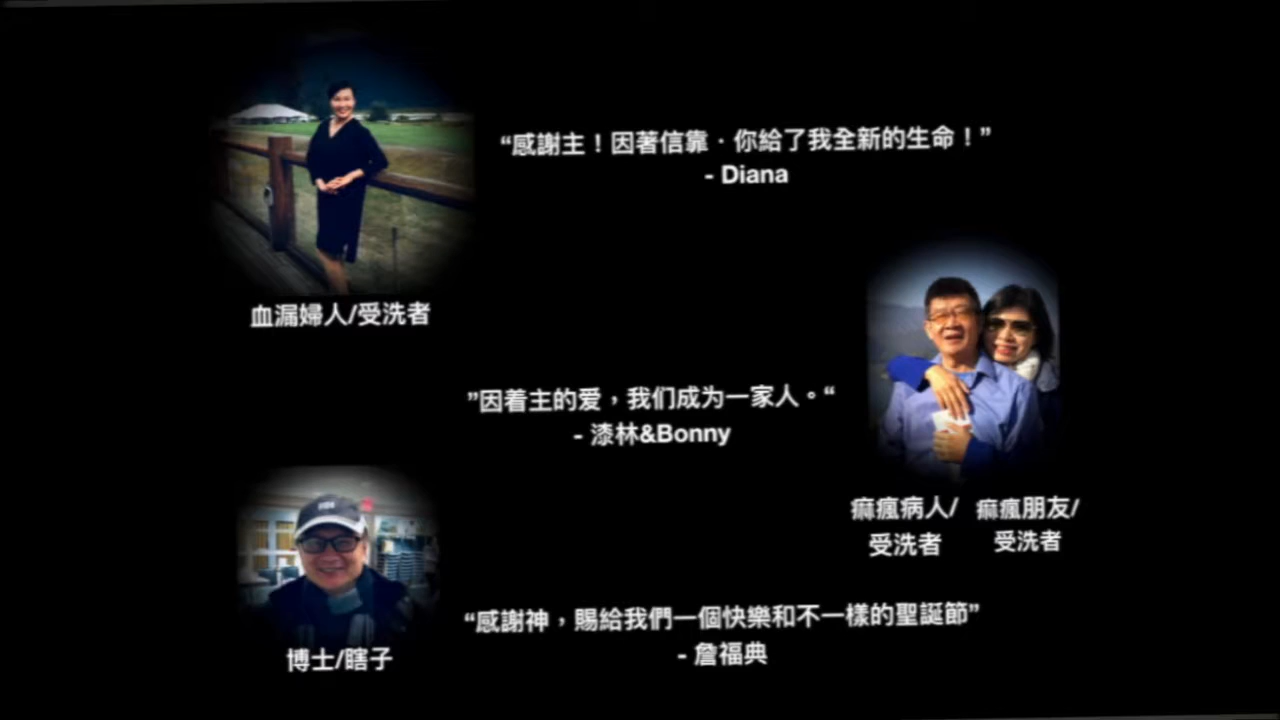 “感謝主！因著信靠．你給了我全新的生命！”
- Diana
血漏婦人/受洗者
”因着主的爱，我们成为一家人。“
- 漆林&Bonny
痲瘋病人/
受洗者
痲瘋朋友/
受洗者
“感謝神，賜給我們一個快樂和不一樣的聖誕節”
- 詹福典
博士/瞎子